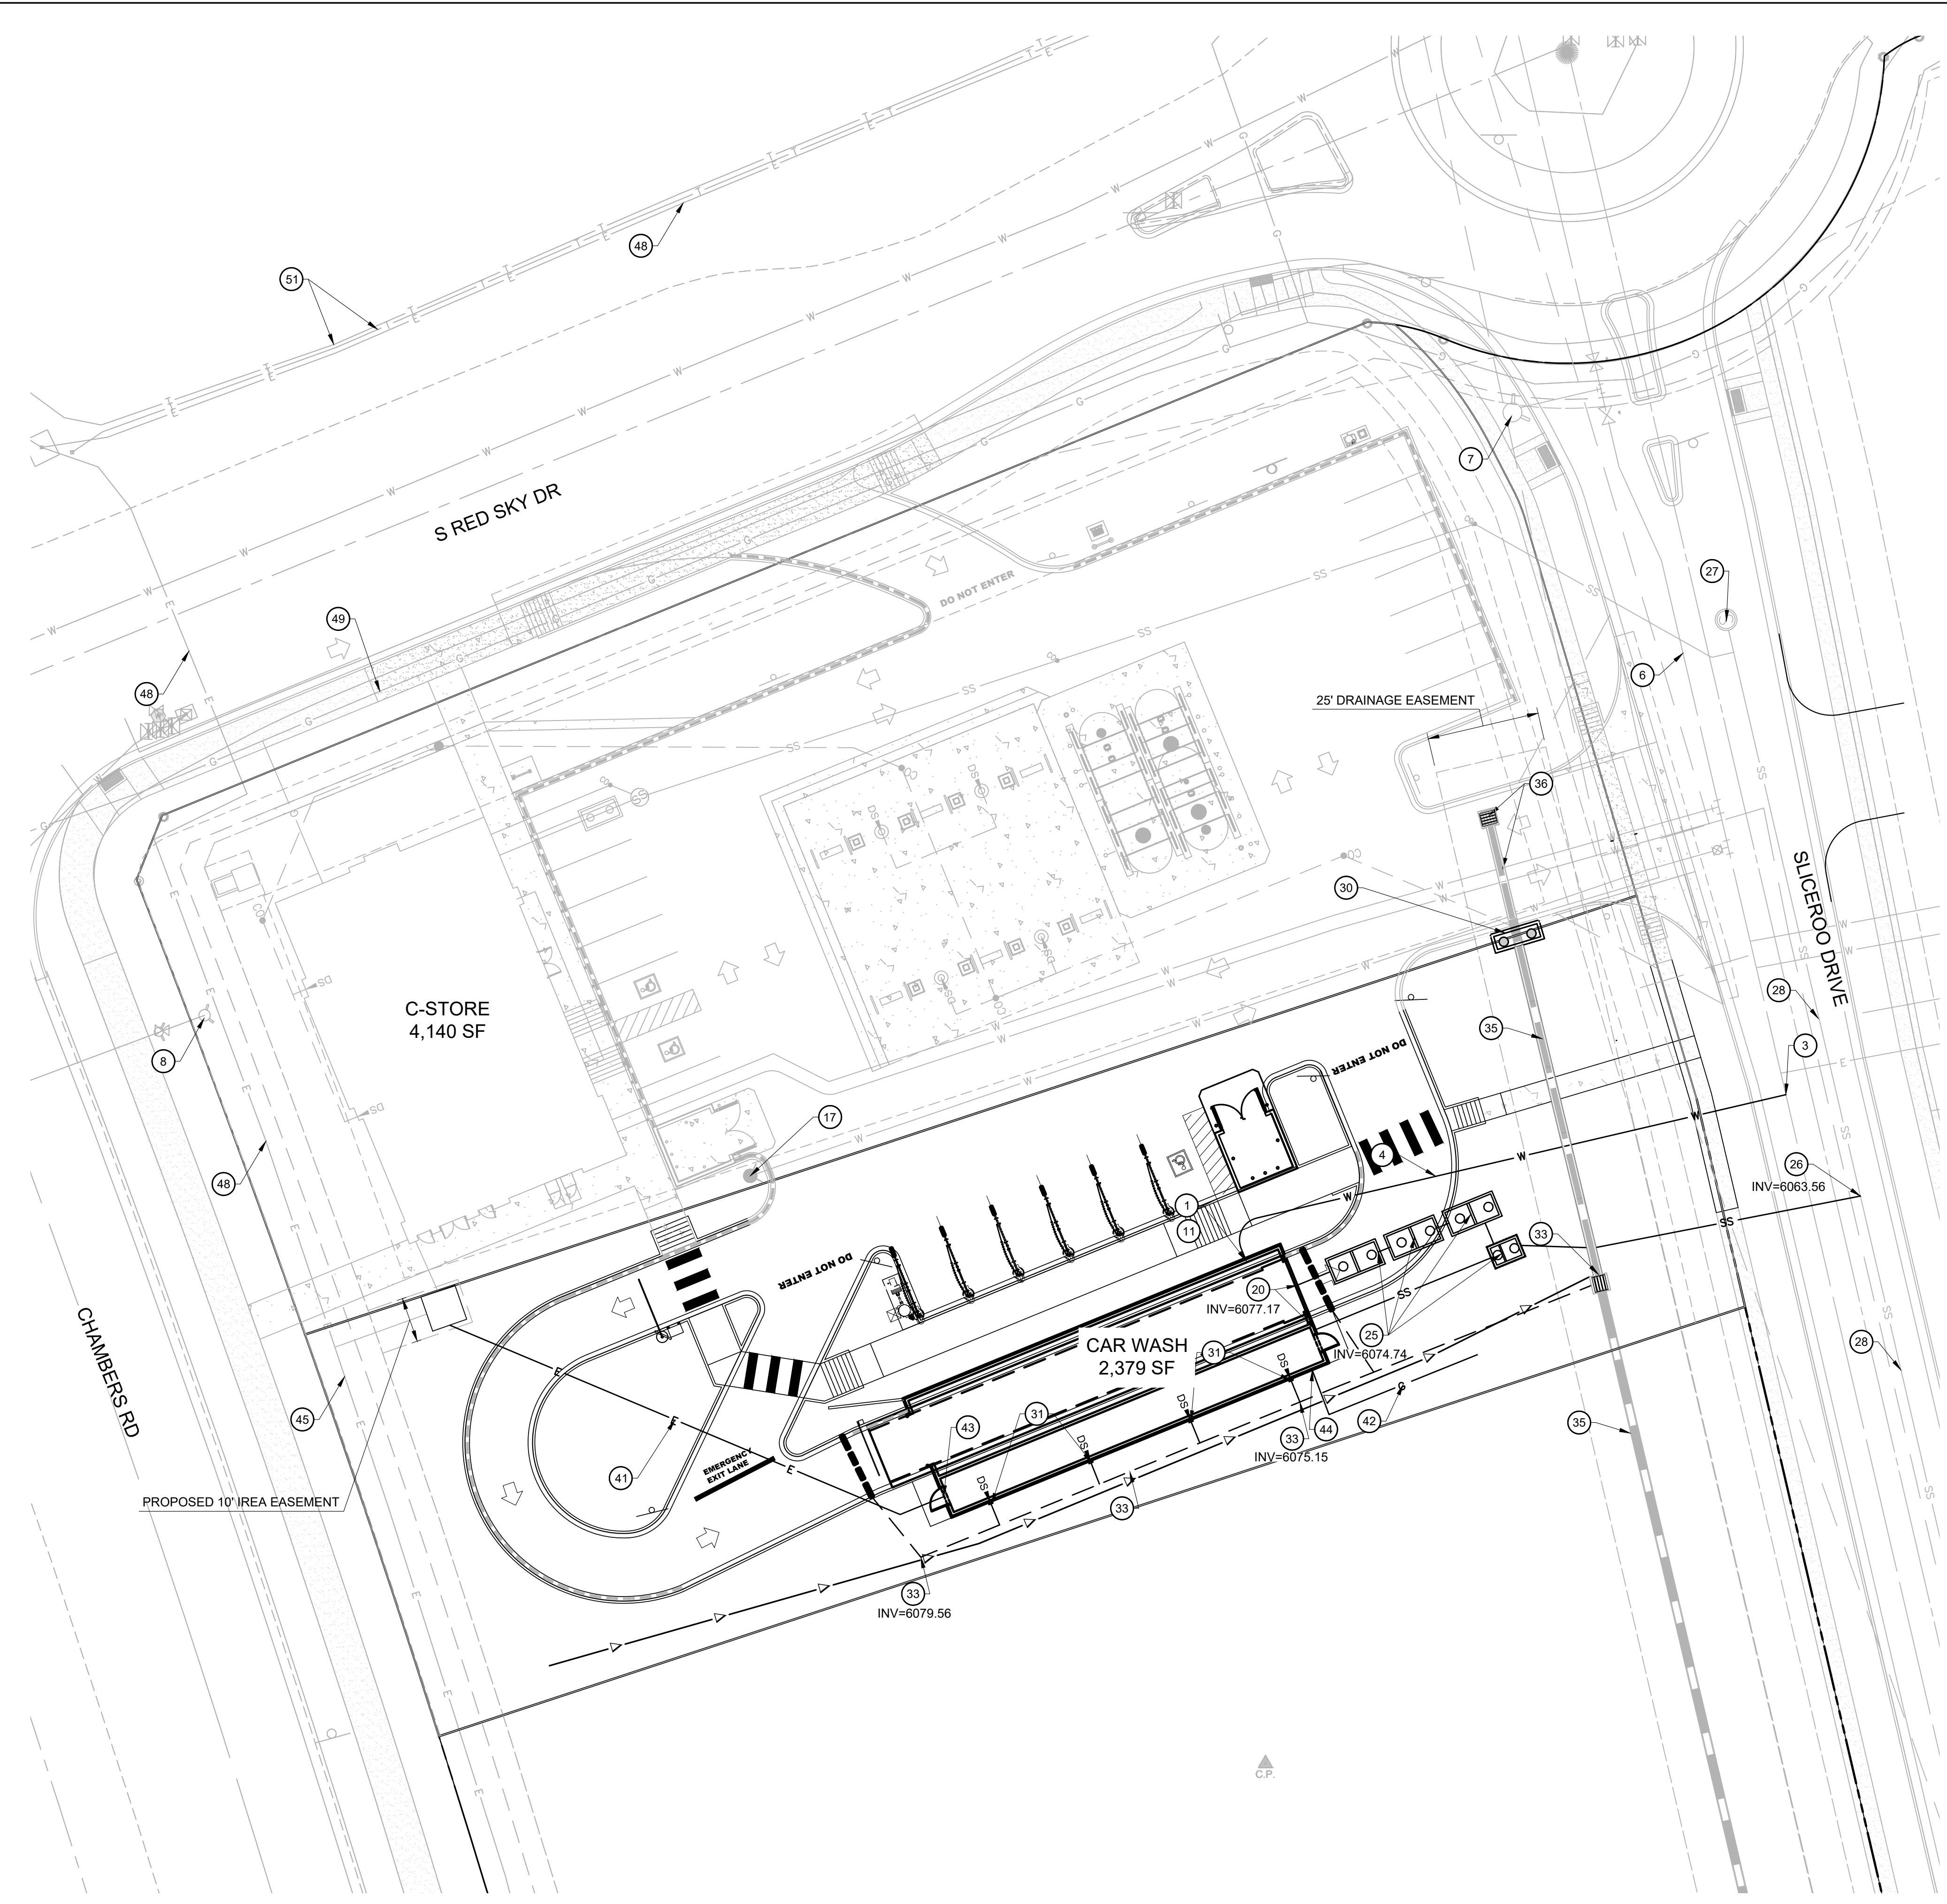 48
51
S RED SKY DR
7
DO NOT ENTER
27
49
6
48
25' DRAINAGE EASEMENT
36
30
SLICEROO DRIVE
C-STORE
4,140 SF
28
35
3
8
DO NOT ENTER
17
4
26
INV=6063.56
48
1
11
33
DO NOT ENTER
20
INV=6077.17
CHAMBERS RD
CAR WASH
2,379 SF
25
31
INV=6074.74
28
45
43
31
42
35
44
33
INV=6075.15
EMERGENCY
EXIT LANE
41
PROPOSED 10' IREA EASEMENT
33
33
INV=6079.56
C.P.